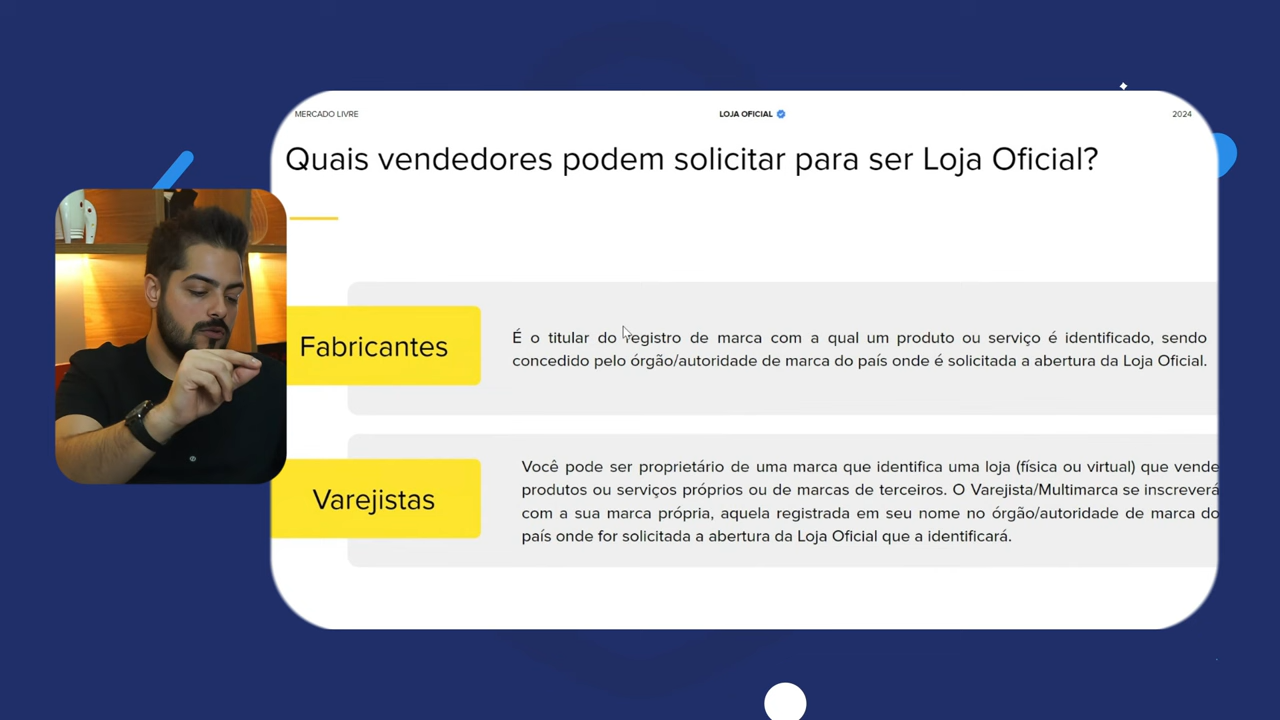 MERCADO LIVRE
LOJA OFICIAL
2024
Quais vendedores podem solicitar para ser Loja Oficial?
Fabricantes
É o titular do registro de marca com a qual um produto ou serviço é identificado, sendo
concedido pelo órgão/autoridade de marca do país onde é solicitada a abertura da Loja Oficial.
Varejistas
Você pode ser proprietário de uma marca que identifica uma loja (física ou virtual) que vende
produtos ou serviços próprios ou de marcas de terceiros. O Varejista/Multimarca se inscreverá
com a sua marca própria, aquela registrada em seu nome no órgão/autoridade de marca do
país onde for solicitada a abertura da Loja Oficial que a identificará.